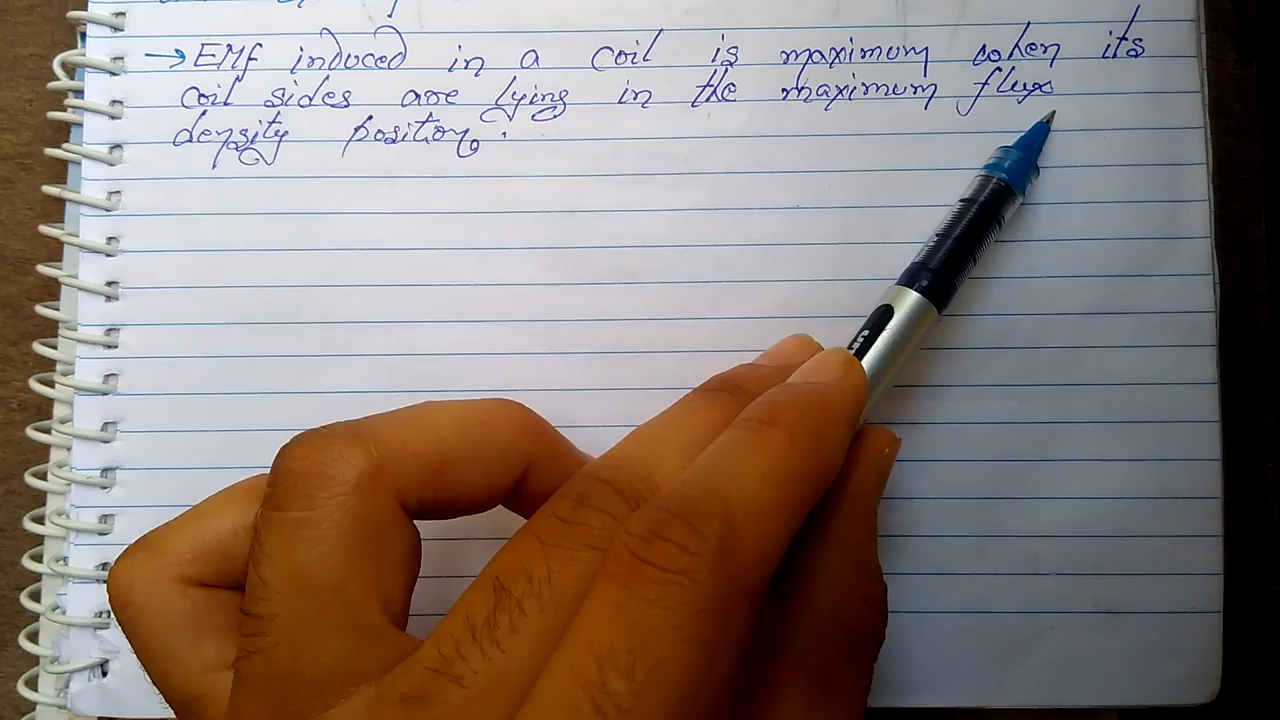 → EMF induced in a coil is maximum when its
coil sides are lying in the maximum flux
density position.